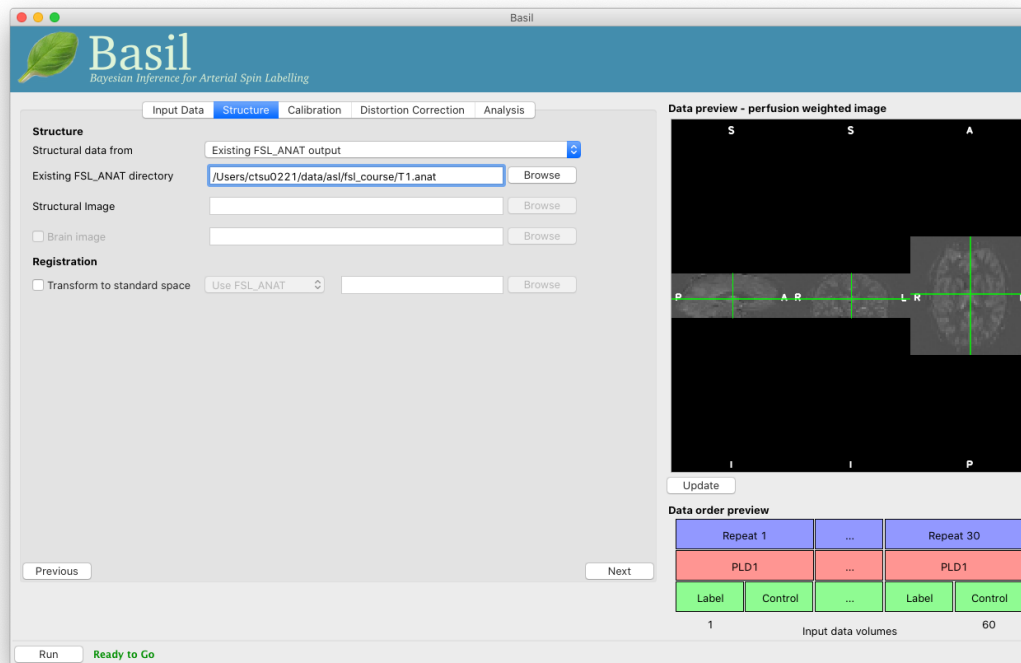 Basil
Basil
Bayesian Inference for Arterial Spin Labelling
Input Data Structure Calibration Distortion Correction Analysis
Structure
Structural data from Existing FSL_ANAT output
Existing FSL_ANAT directory /Users/ctsu0221/data/asl/fsl_course/T1.anat Browse
Structural Image Browse
Brain image Browse
Registration
Transform to standard space Use FSL_ANAT Browse
Previous Next
Data preview - perfusion weighted image
S S A
P A R L R
I I P
Update
Data order preview
Repeat 1 ... Repeat 30
PLD1 ... PLD1
Label Control ... Label Control
1 60
Input data volumes
Run Ready to Go